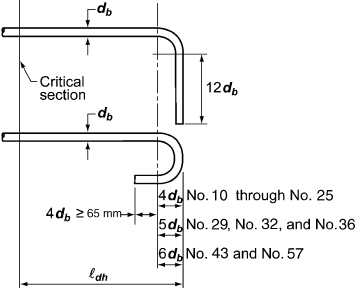 d_b
Critical
section
12d_b
d_b
4d_b No. 10 through No. 25
4d_b ≥ 65 mm
5d_b No. 29, No. 32, and No.36
6d_b No. 43 and No. 57
ℓ_dh